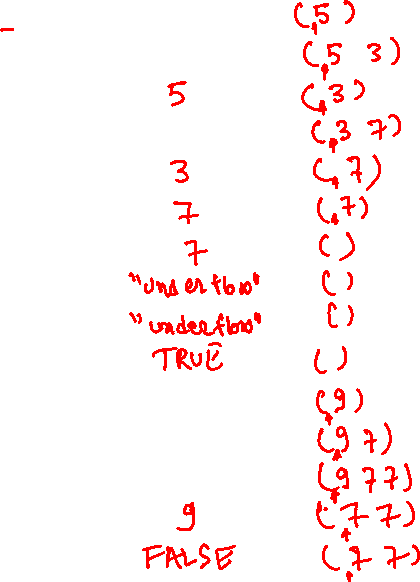 – (5)
(5 3)
5 (3)
(3 7)
3 (7)
7 (7)
7 ()
"underflow" ()
"underflow" ()
TRUE ()
(9)
(9 7)
(9 7 7)
9 (7 7)
FALSE (7 7)